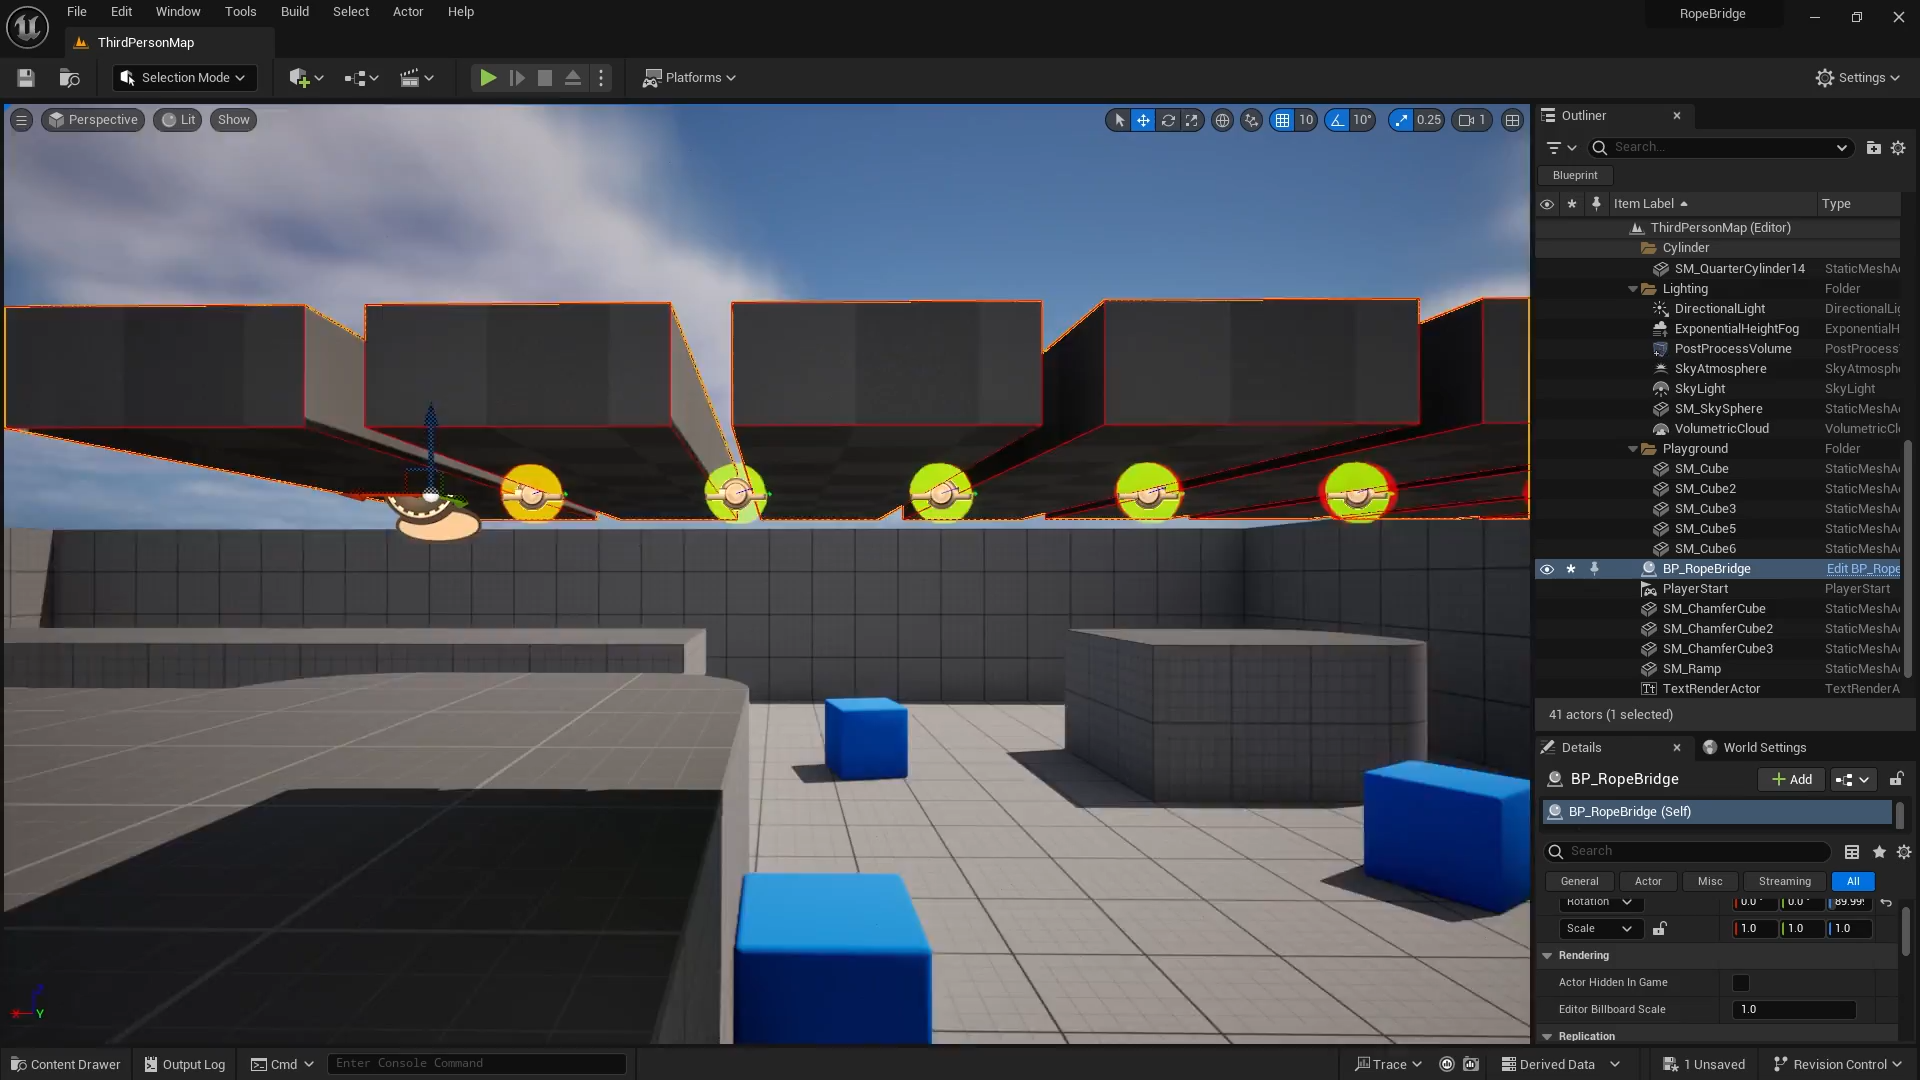 File Edit Window Tools Build Select Actor Help
RopeBridge
ThirdPersonMap
Selection Mode
Platforms
Settings
Perspective Lit Show
10 10° 0.25 1
Outliner
Search...
Blueprint
Item Label Type
ThirdPersonMap (Editor)
Cylinder
SM_QuarterCylinder14 StaticMeshA
Lighting Folder
DirectionalLight DirectionalLi
ExponentialHeightFog ExponentialH
PostProcessVolume PostProcess
SkyAtmosphere SkyAtmosph
SkyLight SkyLight
SM_SkySphere StaticMeshA
VolumetricCloud VolumetricCl
Playground Folder
SM_Cube StaticMeshA
SM_Cube2 StaticMeshA
SM_Cube3 StaticMeshA
SM_Cube5 StaticMeshA
SM_Cube6 StaticMeshA
BP_RopeBridge Edit BP_Rope
PlayerStart PlayerStart
SM_ChamferCube StaticMeshA
SM_ChamferCube2 StaticMeshA
SM_ChamferCube3 StaticMeshA
SM_Ramp StaticMeshA
TextRenderActor TextRenderA
41 actors (1 selected)
Details World Settings
BP_RopeBridge Add
BP_RopeBridge (Self)
Search
General Actor Misc Streaming All
Rotation 0.0° 0.0° 89.99
Scale 1.0 1.0 1.0
Rendering
Actor Hidden In Game
Editor Billboard Scale 1.0
Replication
Z
X Y
Content Drawer Output Log Cmd Enter Console Command Trace Derived Data 1 Unsaved Revision Control